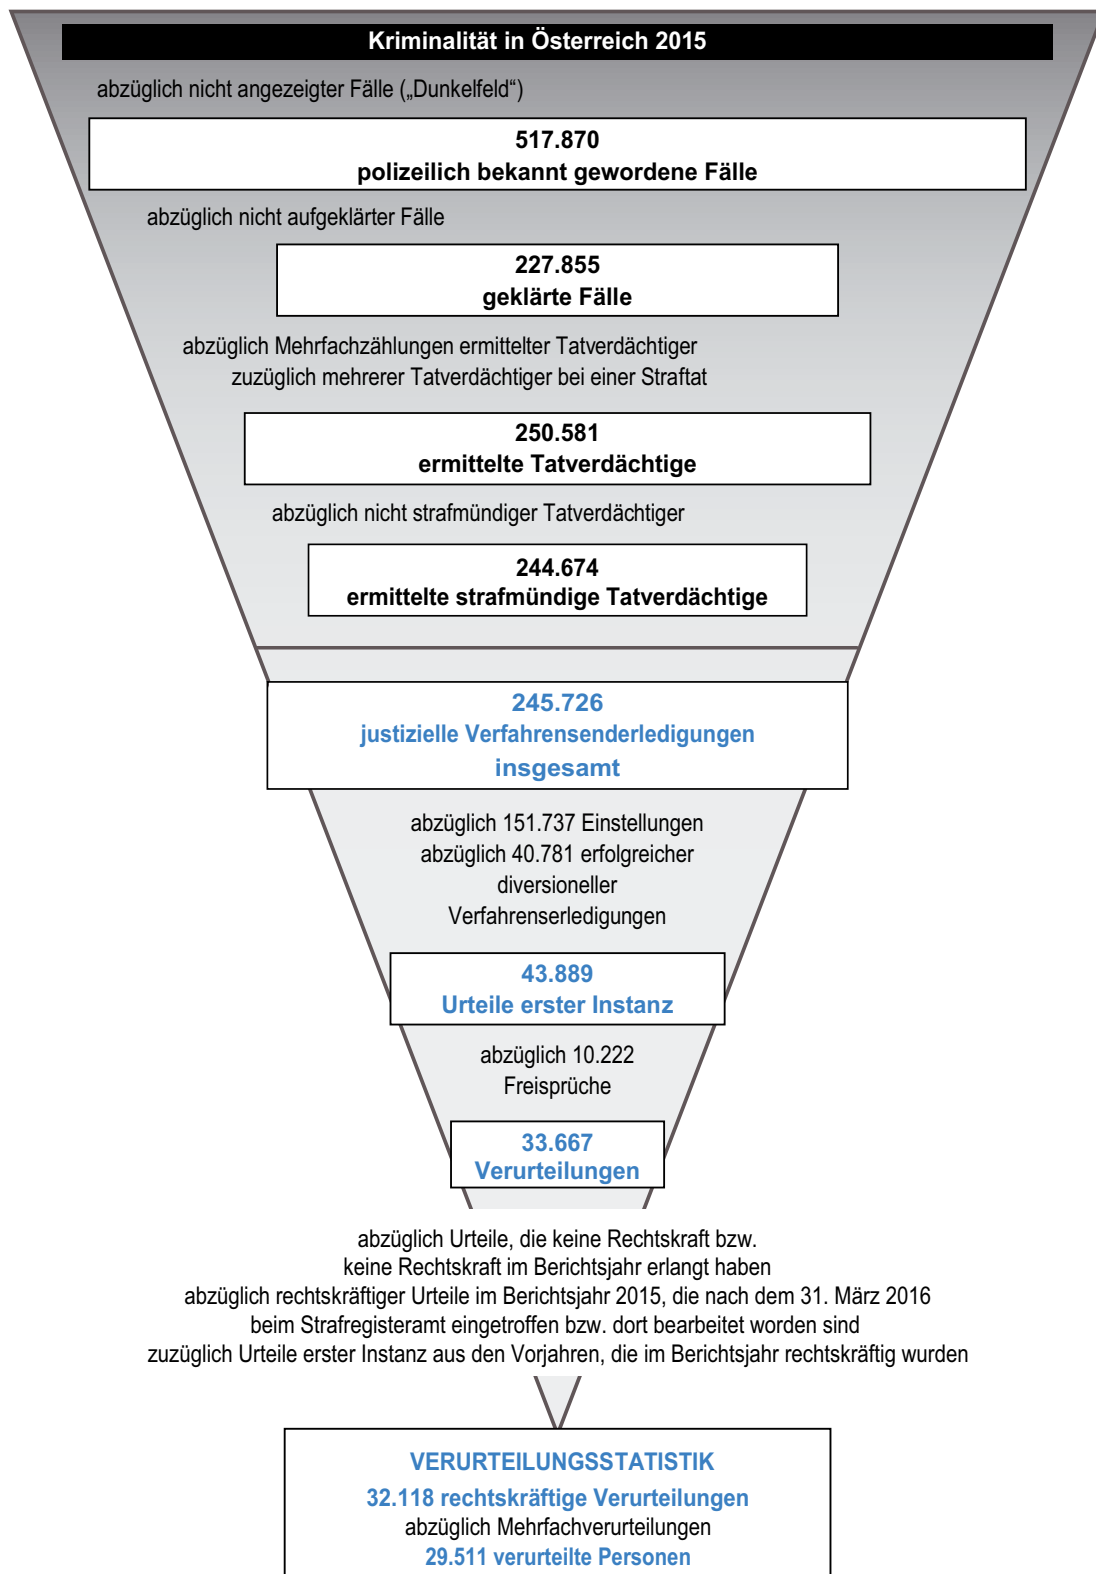 Kriminalität in Österreich 2015
abzüglich nicht angezeigter Fälle („Dunkelfeld“)
517.870
polizeilich bekannt gewordene Fälle
abzüglich nicht aufgeklärter Fälle
227.855
geklärte Fälle
abzüglich Mehrfachzählungen ermittelter Tatverdächtiger
zuzüglich mehrerer Tatverdächtiger bei einer Straftat
250.581
ermittelte Tatverdächtige
abzüglich nicht strafmündiger Tatverdächtiger
244.674
ermittelte strafmündige Tatverdächtige
245.726
justizielle Verfahrensenderledigungen
insgesamt
abzüglich 151.737 Einstellungen
abzüglich 40.781 erfolgreicher
diversioneller
Verfahrenserledigungen
43.889
Urteile erster Instanz
abzüglich 10.222
Freisprüche
33.667
Verurteilungen
abzüglich Urteile, die keine Rechtskraft bzw.
keine Rechtskraft im Berichtsjahr erlangt haben
abzüglich rechtskräftiger Urteile im Berichtsjahr 2015, die nach dem 31. März 2016
beim Strafregisteramt eingetroffen bzw. dort bearbeitet worden sind
zuzüglich Urteile erster Instanz aus den Vorjahren, die im Berichtsjahr rechtskräftig wurden
VERURTEILUNGSSTATISTIK
32.118 rechtskräftige Verurteilungen
abzüglich Mehrfachverurteilungen
29.511 verurteilte Personen